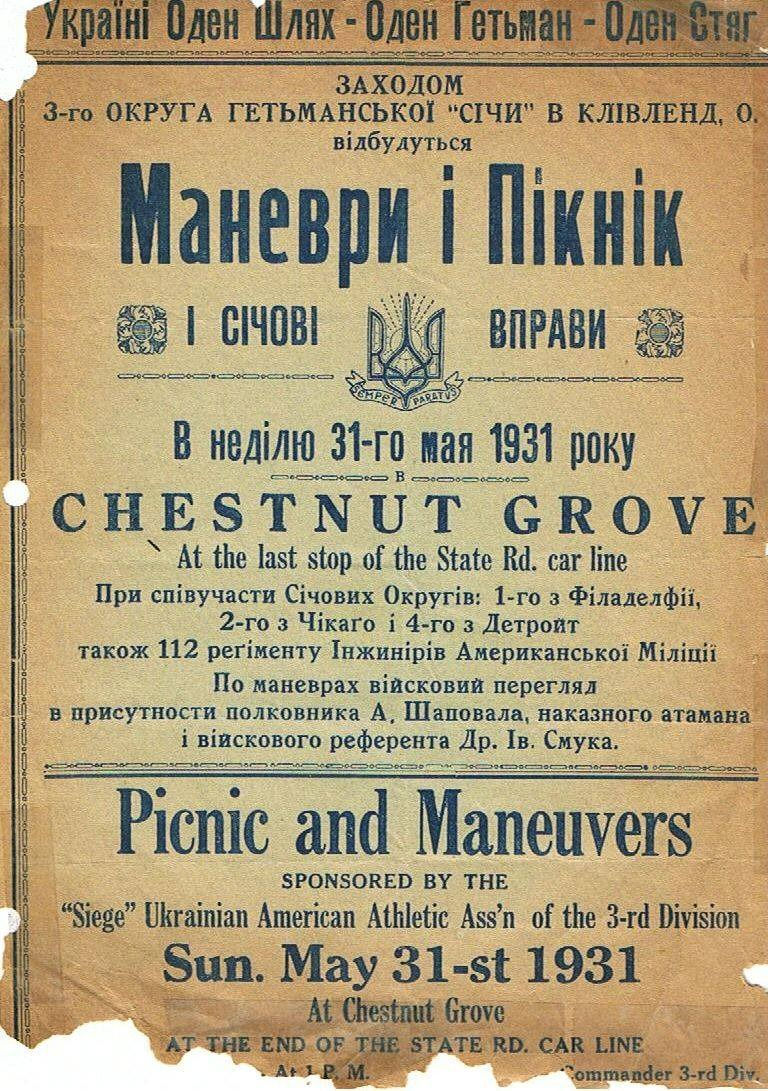 Україні Оден Шлях - Оден Гетьман - Оден Стяг
ЗАХОДОМ
3-го ОКРУГА ГЕТЬМАНСЬКОЇ "СІЧИ" В КЛІВЛЕНД, О.
відбудуться
Маневри і Пікнік
І СІЧОВІ ВПРАВИ
SEMPER PARATUS
В неділю 31-го мая 1931 року
в
CHESTNUT GROVE
At the last stop of the State Rd. car line
При співучасти Січових Округів: 1-го з Філаделфії,
2-го з Чікаґо і 4-го з Детройт
також 112 реґіменту Інжинірів Американської Міліції
По маневрах військовий перегляд
в присутности полковника А. Шаповала, наказного атамана
і війскового референта Др. Ів. Смука.
Picnic and Maneuvers
SPONSORED BY THE
"Siege" Ukrainian American Athletic Ass'n of the 3-rd Division
Sun. May 31-st 1931
At Chestnut Grove
AT THE END OF THE STATE RD. CAR LINE
At 1 P. M. Commander 3-rd Div.